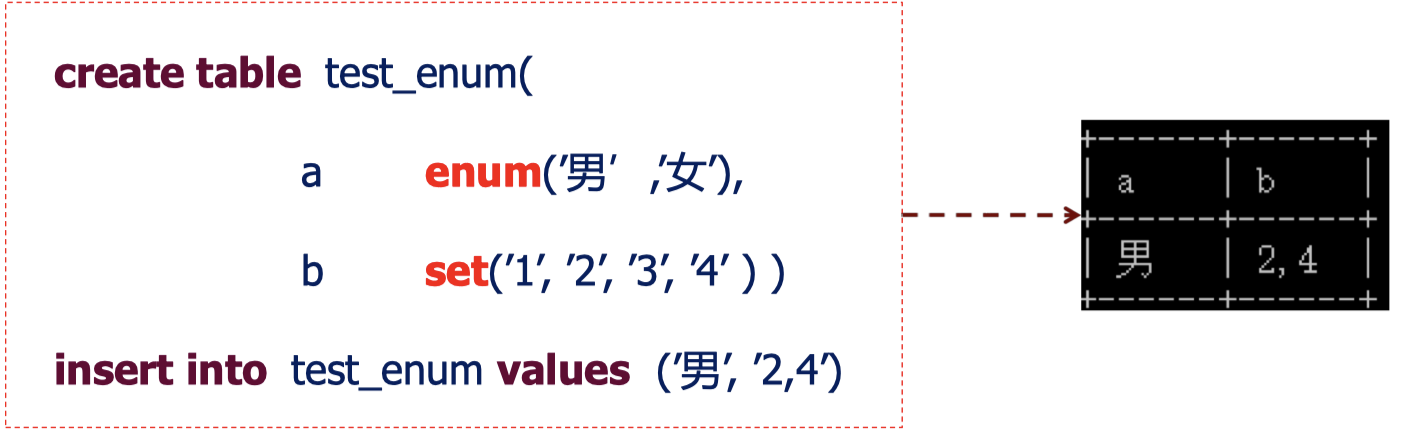 create table test_enum(
a enum(’男’ ,’女’),
b set(’1’, ’2’, ’3’, ’4’ ) )
insert into test_enum values (’男’, ’2,4’)
a b
男 2,4